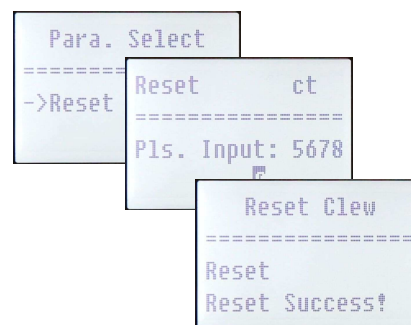 Para. Select
==========
->Reset
Reset ct
=================
Pls. Input: 5678
Reset Clew
=================
Reset
Reset Success!